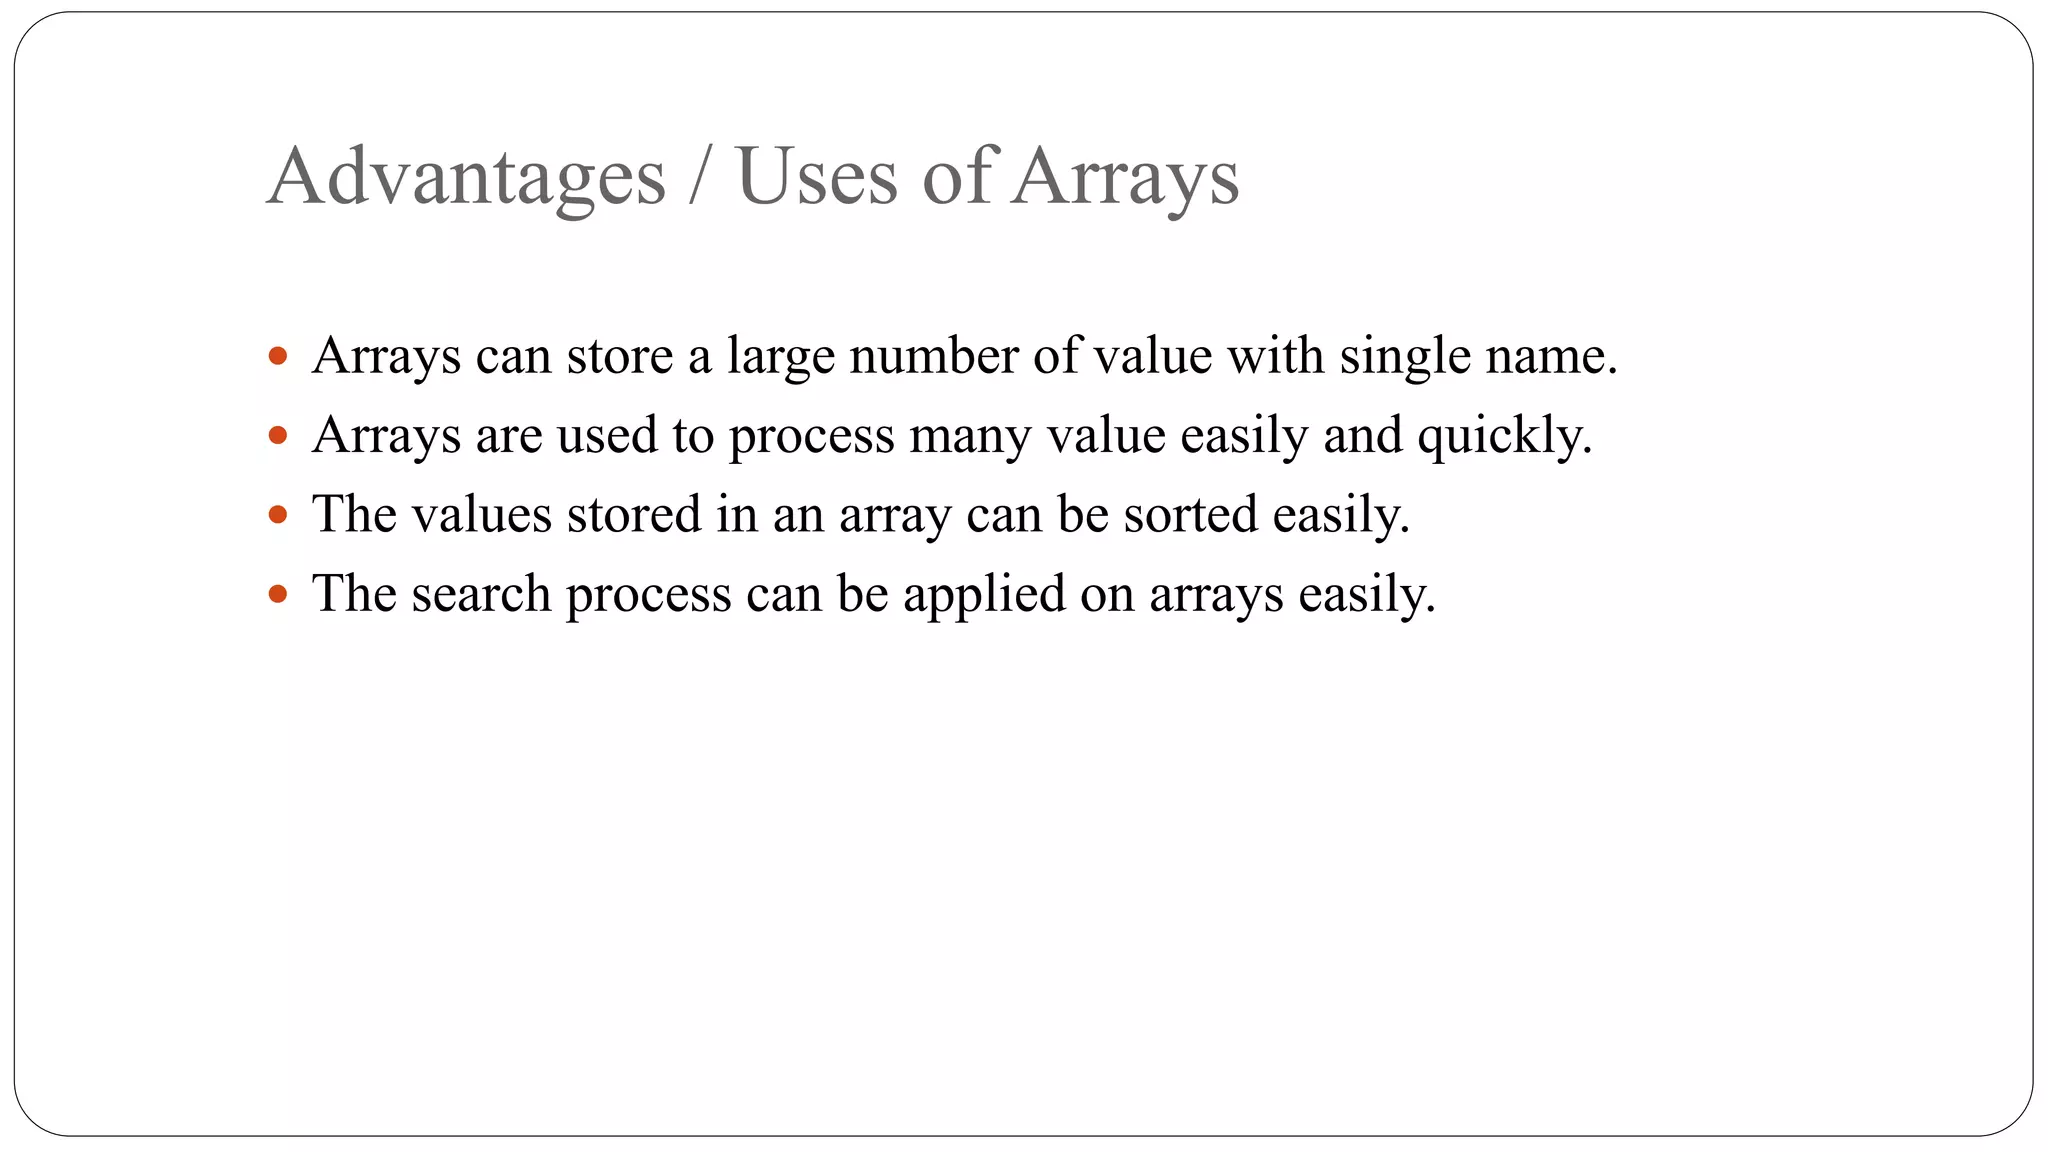 Advantages / Uses of Arrays
• Arrays can store a large number of value with single name.
• Arrays are used to process many value easily and quickly.
• The values stored in an array can be sorted easily.
• The search process can be applied on arrays easily.